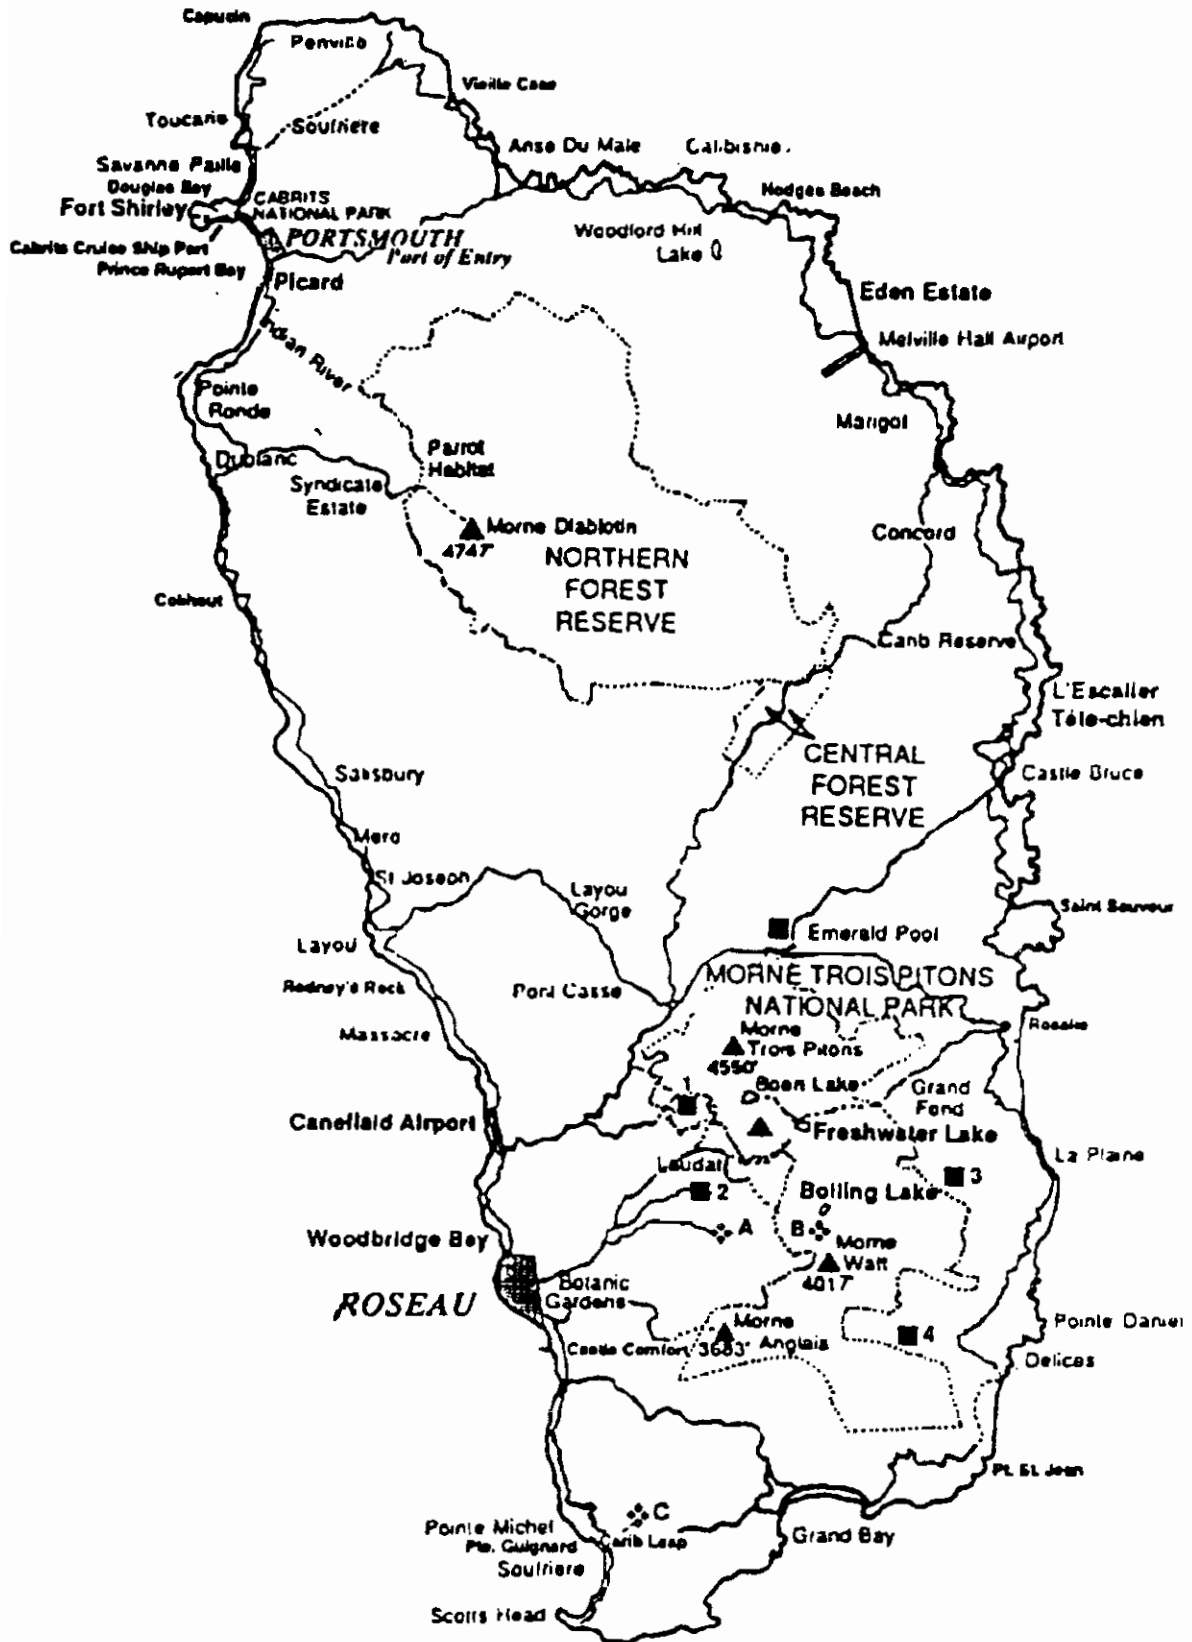 Capucin
Penville
Vieille Case
Toucarie
Soufriere
Anse Du Male
Calibishie
Savanne Paille
Douglas Bay
Hodges Beach
CABRITS
NATIONAL PARK
Fort Shirley
Woodford Hill
Lake
PORTSMOUTH
Port of Entry
Cabrits Cruise Ship Port
Prince Rupert Bay
Picard
Eden Estate
Indian River
Melville Hall Airport
Pointe
Ronde
Marigot
Dublanc
Parrot
Habitat
Syndicate
Estate
Morne Diablotin
4747'
Concord
NORTHERN
FOREST
RESERVE
Colihaut
Carib Reserve
L'Escalier
Tête-chien
CENTRAL
FOREST
RESERVE
Castle Bruce
Salisbury
Mero
St Joseph
Layou
Gorge
Saint Sauveur
Emerald Pool
Layou
MORNE TROIS PITONS
NATIONAL PARK
Rodney's Rock
Pont Casse
Rosalie
Massacre
Morne
Trois Pitons
4550'
Boeri Lake
Grand
Fond
1
Canefield Airport
Freshwater Lake
La Plaine
Laudat
2
3
Boiling Lake
A
B
Woodbridge Bay
Morne
Watt
4017'
Botanic
Gardens
ROSEAU
Morne
Anglais
3683'
4
Pointe Daniel
Castle Comfort
Delices
Pt. St. Jean
C
Pointe Michel
Pte. Guignard
Carib Leap
Grand Bay
Soufriere
Scotts Head